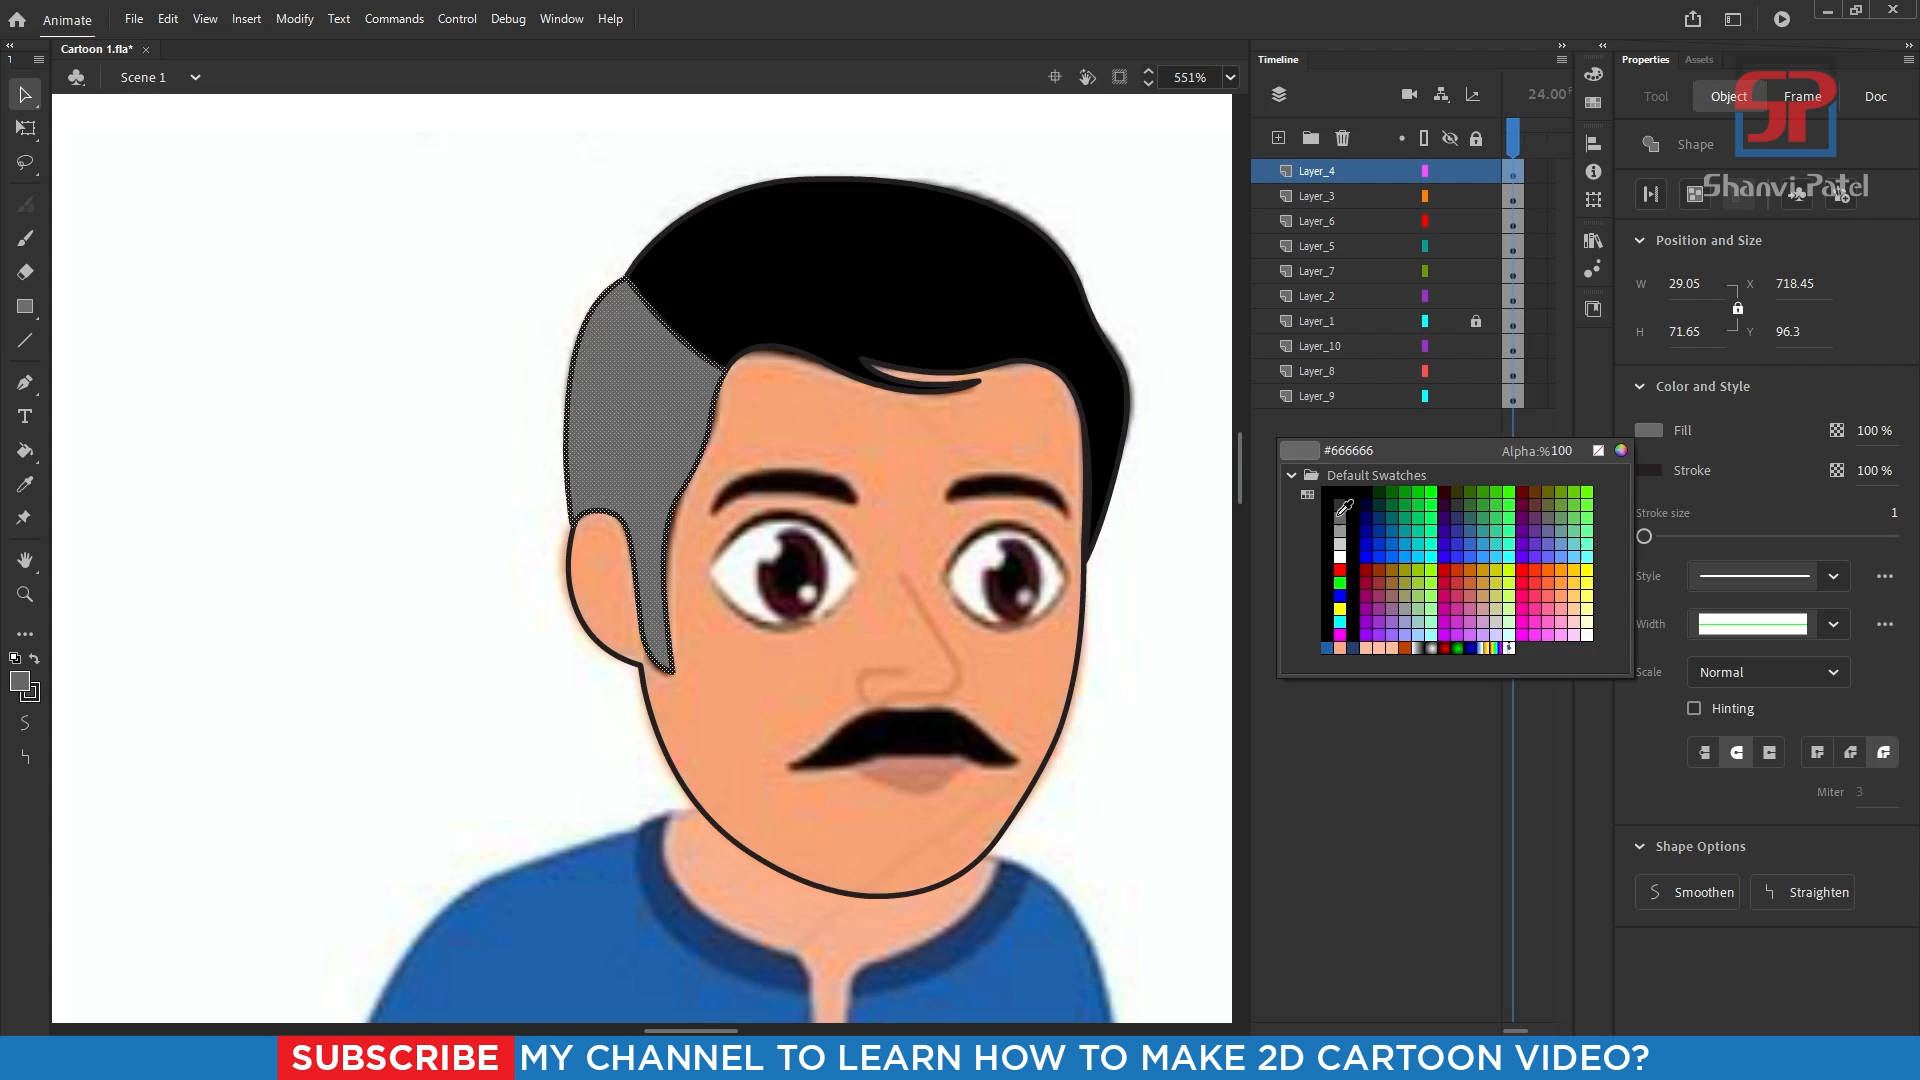 Animate File Edit View Insert Modify Text Commands Control Debug Window Help
Cartoon 1.fla*
Scene 1
551%
Timeline
24.00
Layer_4
Layer_3
Layer_6
Layer_5
Layer_7
Layer_2
Layer_1
Layer_10
Layer_8
Layer_9
#666666 Alpha:%100
Default Swatches
Properties Assets
Tool Object Frame Doc
SP
Shape
Shanvi Patel
Position and Size
W 29.05 X 718.45
H 71.65 Y 96.3
Color and Style
Fill 100 %
Stroke 100 %
Stroke size 1
Style
Width
Scale Normal
Hinting
Miter 3
Shape Options
Smoothen Straighten
SUBSCRIBE MY CHANNEL TO LEARN HOW TO MAKE 2D CARTOON VIDEO?